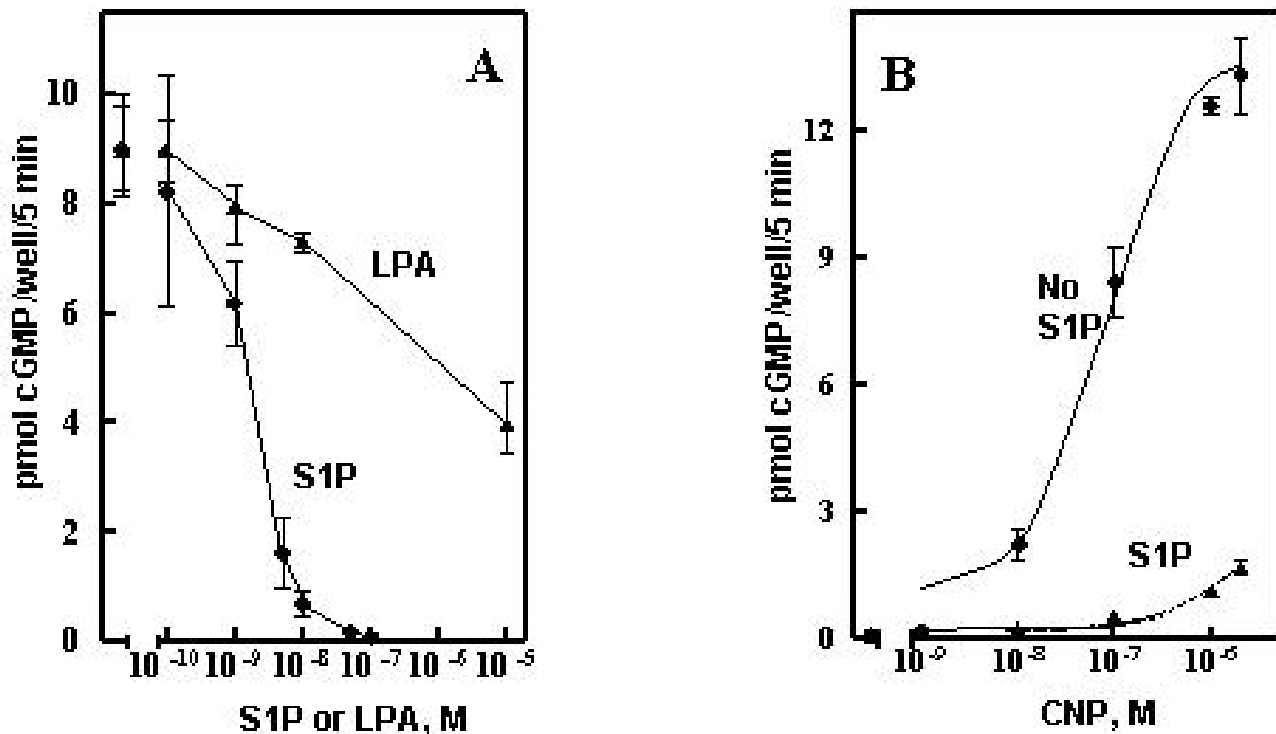 A
pmol cGMP/well/5 min
10
8
6
4
2
0
LPA
S1P
10⁻¹⁰ 10⁻⁹ 10⁻⁸ 10⁻⁷ 10⁻⁶ 10⁻⁵
S1P or LPA, M
B
pmol cGMP/well/5 min
12
9
6
3
0
No
S1P
S1P
10⁻⁹ 10⁻⁸ 10⁻⁷ 10⁻⁶
CNP, M